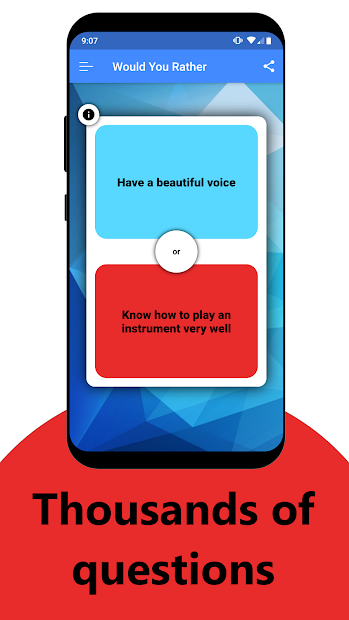 9:07
Would You Rather
i
Have a beautiful voice
or
Know how to play an
instrument very well
Thousands of
questions